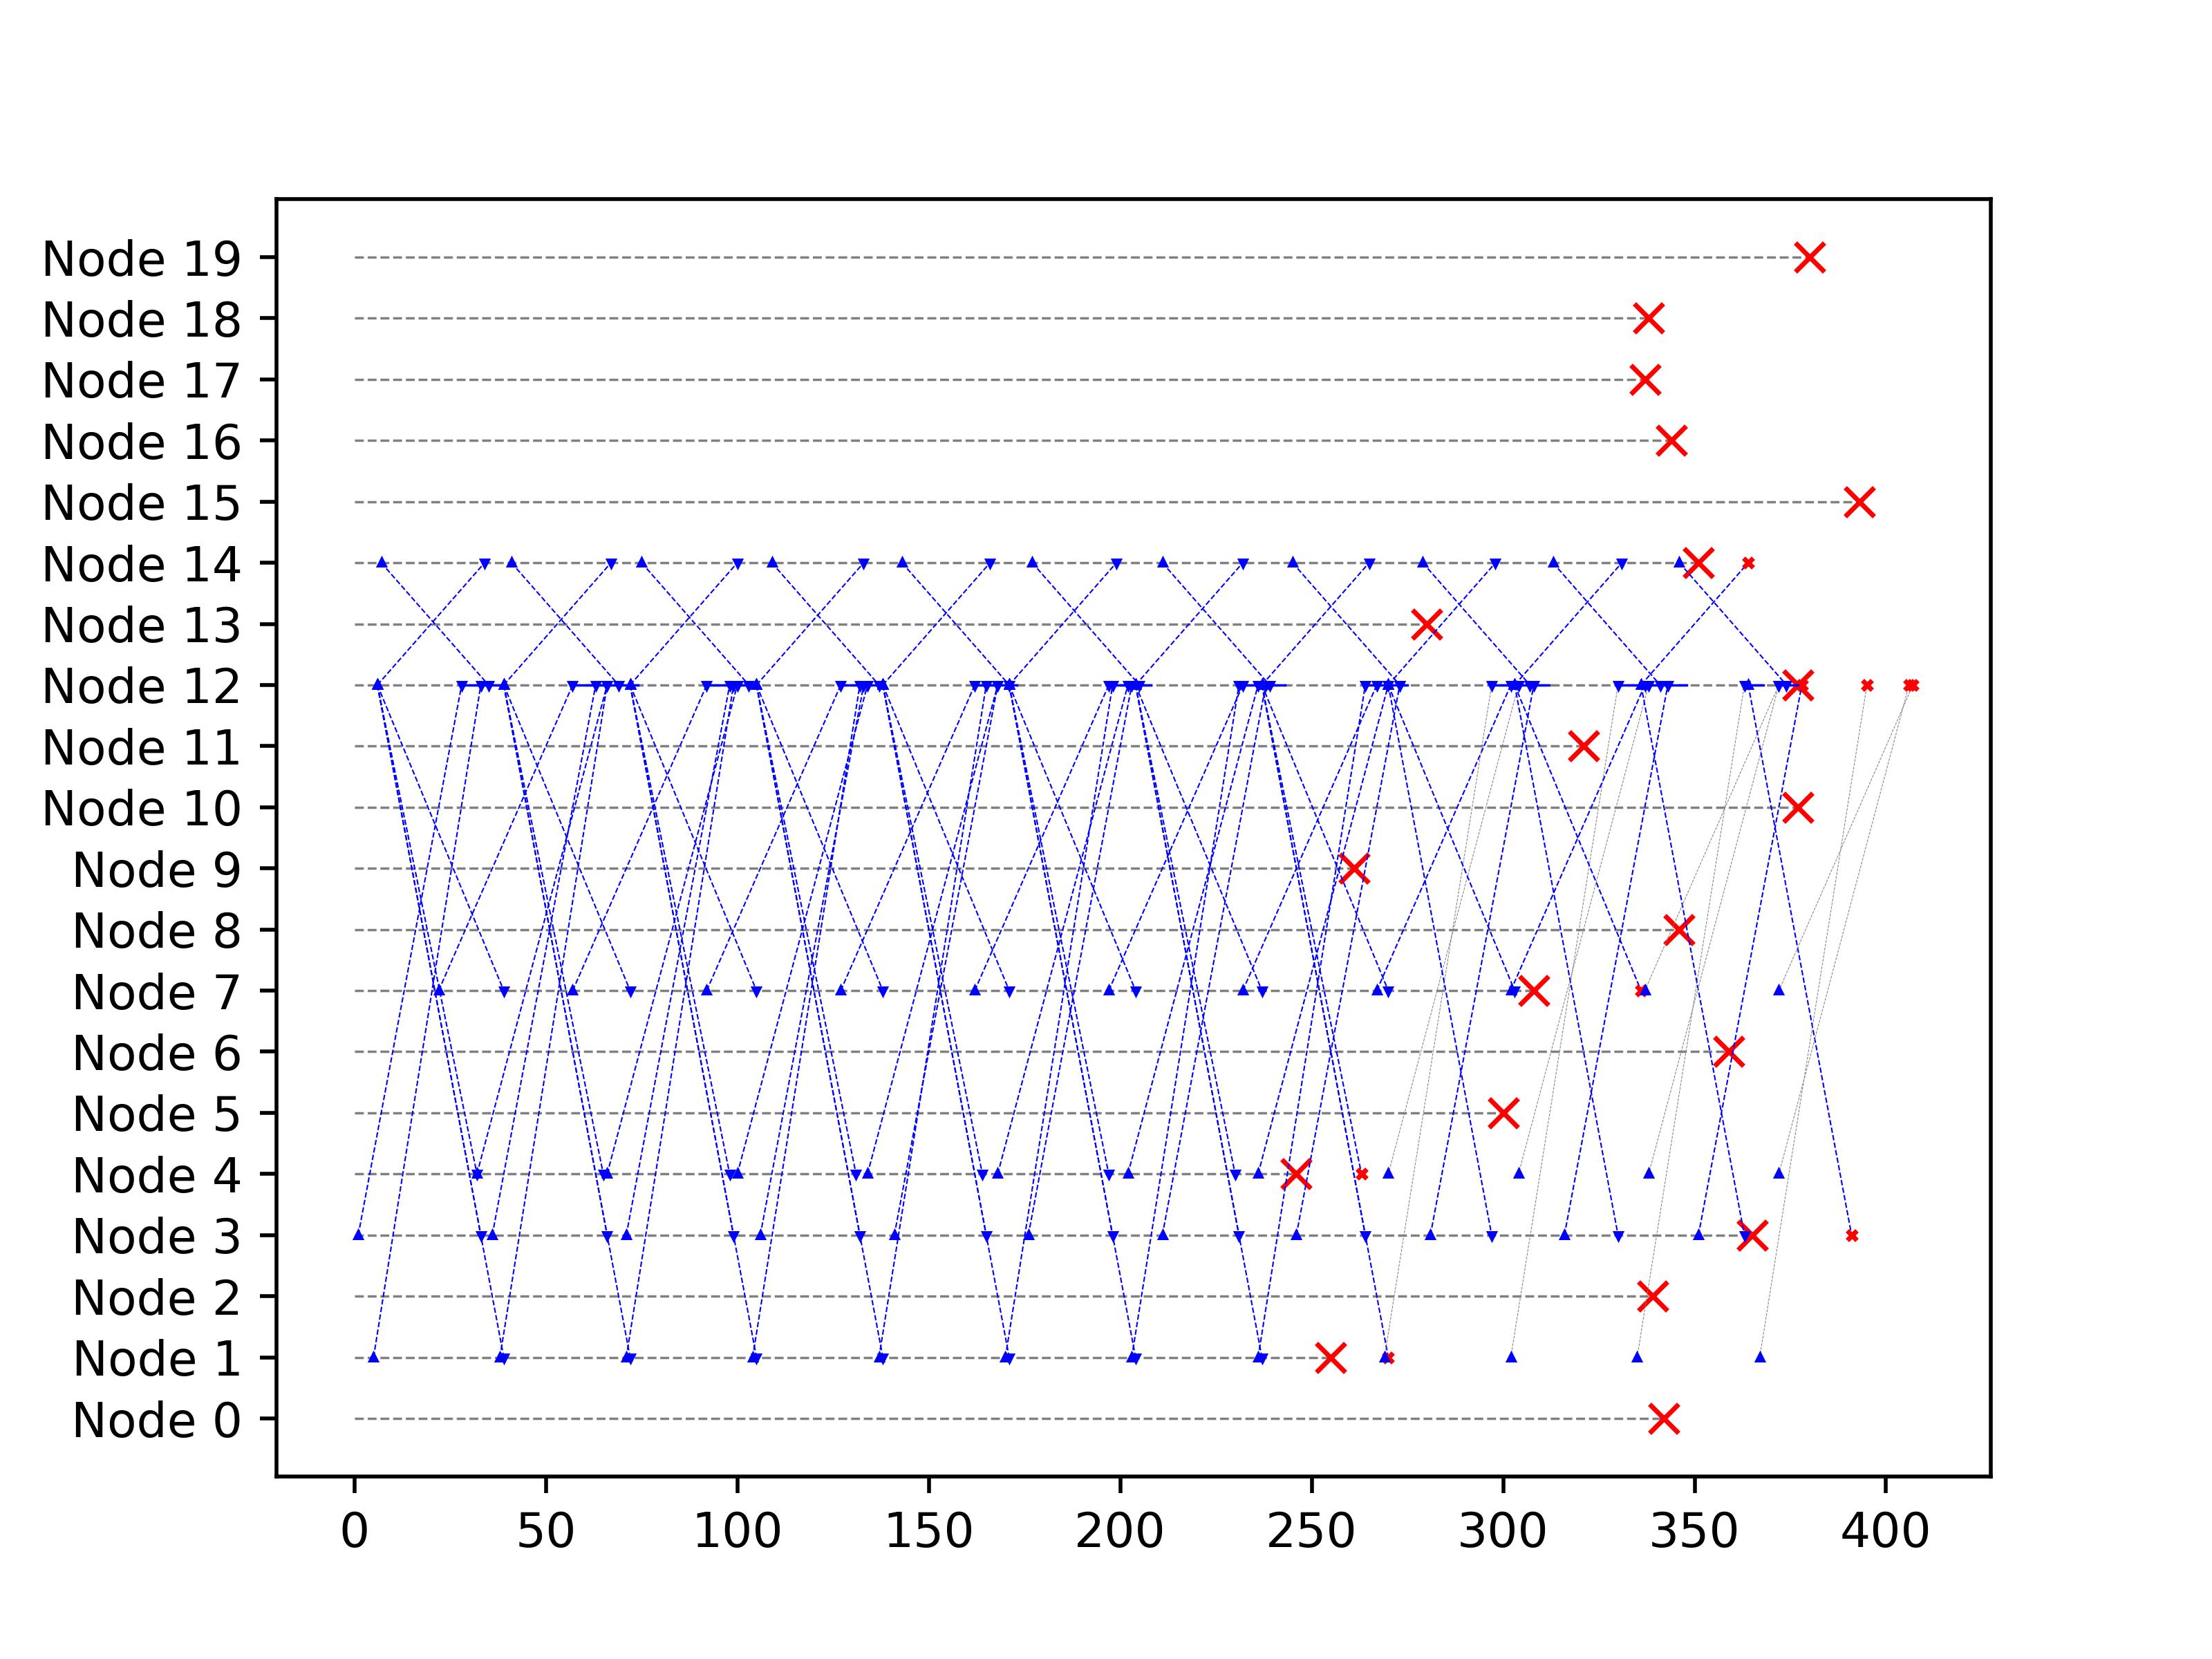 Node 19
Node 18
Node 17
Node 16
Node 15
Node 14
Node 13
Node 12
Node 11
Node 10
Node 9
Node 8
Node 7
Node 6
Node 5
Node 4
Node 3
Node 2
Node 1
Node 0
0 50 100 150 200 250 300 350 400